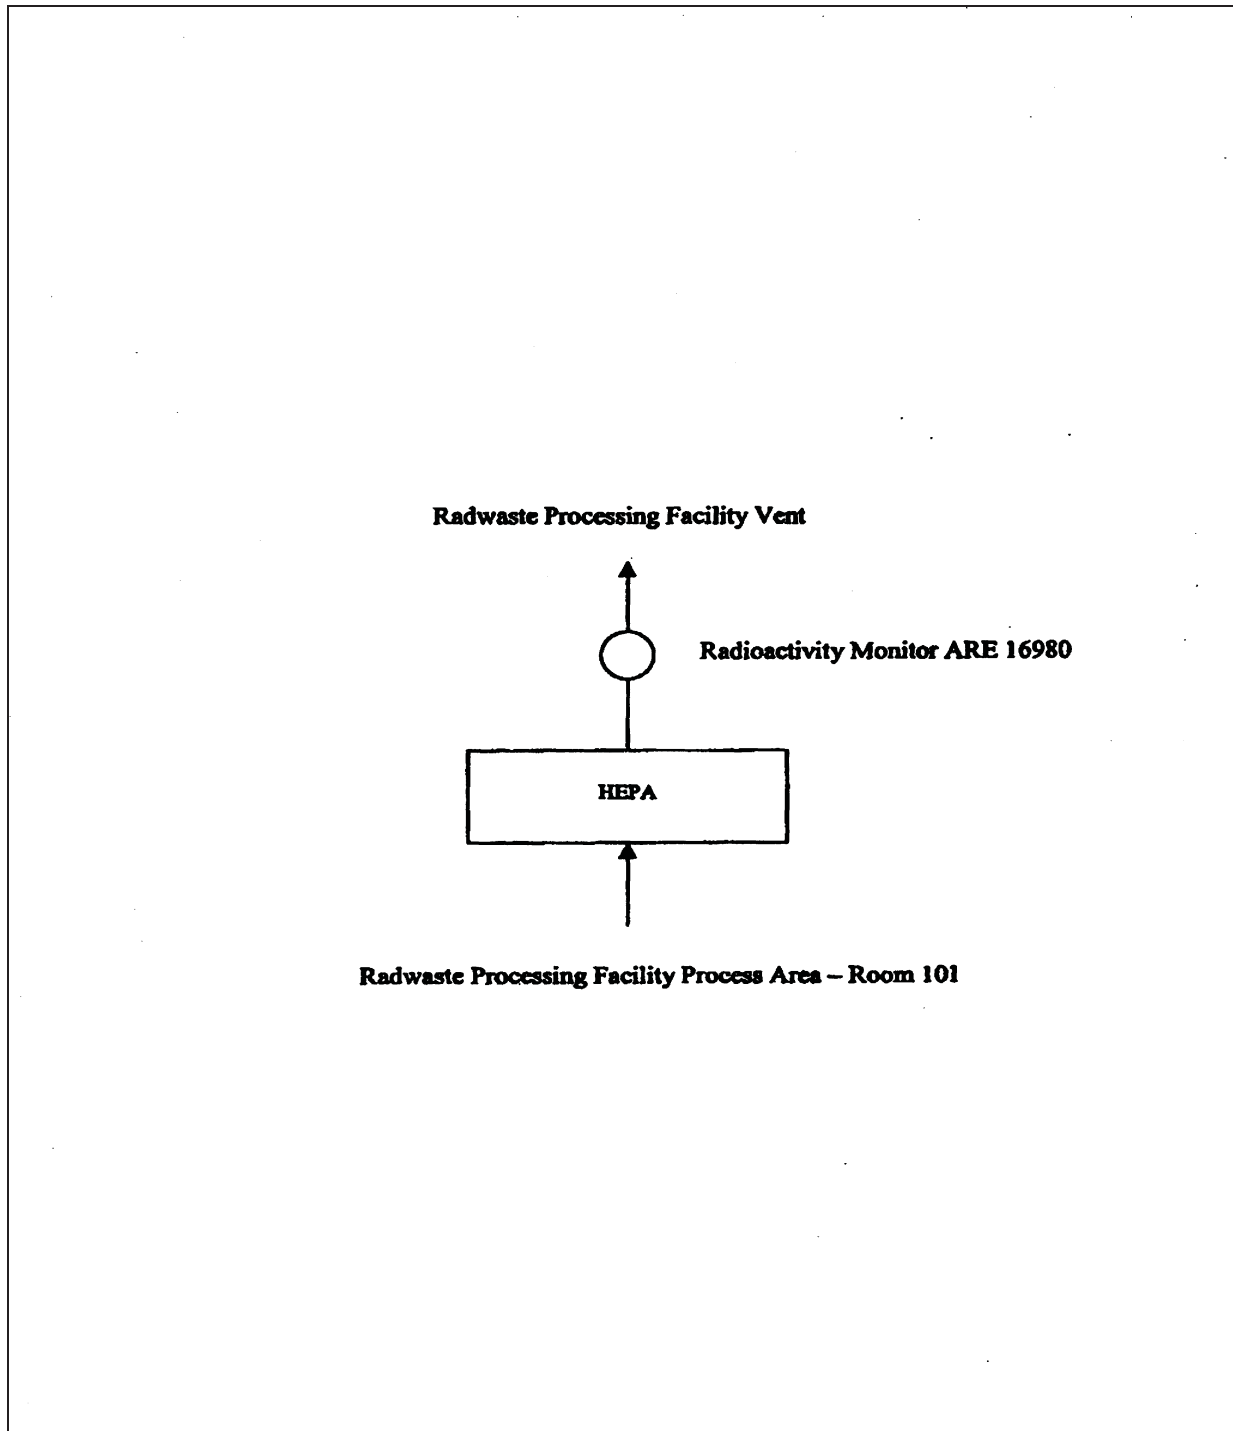 Radwaste Processing Facility Vent
Radioactivity Monitor ARE 16980
HEPA
Radwaste Processing Facility Process Area – Room 101